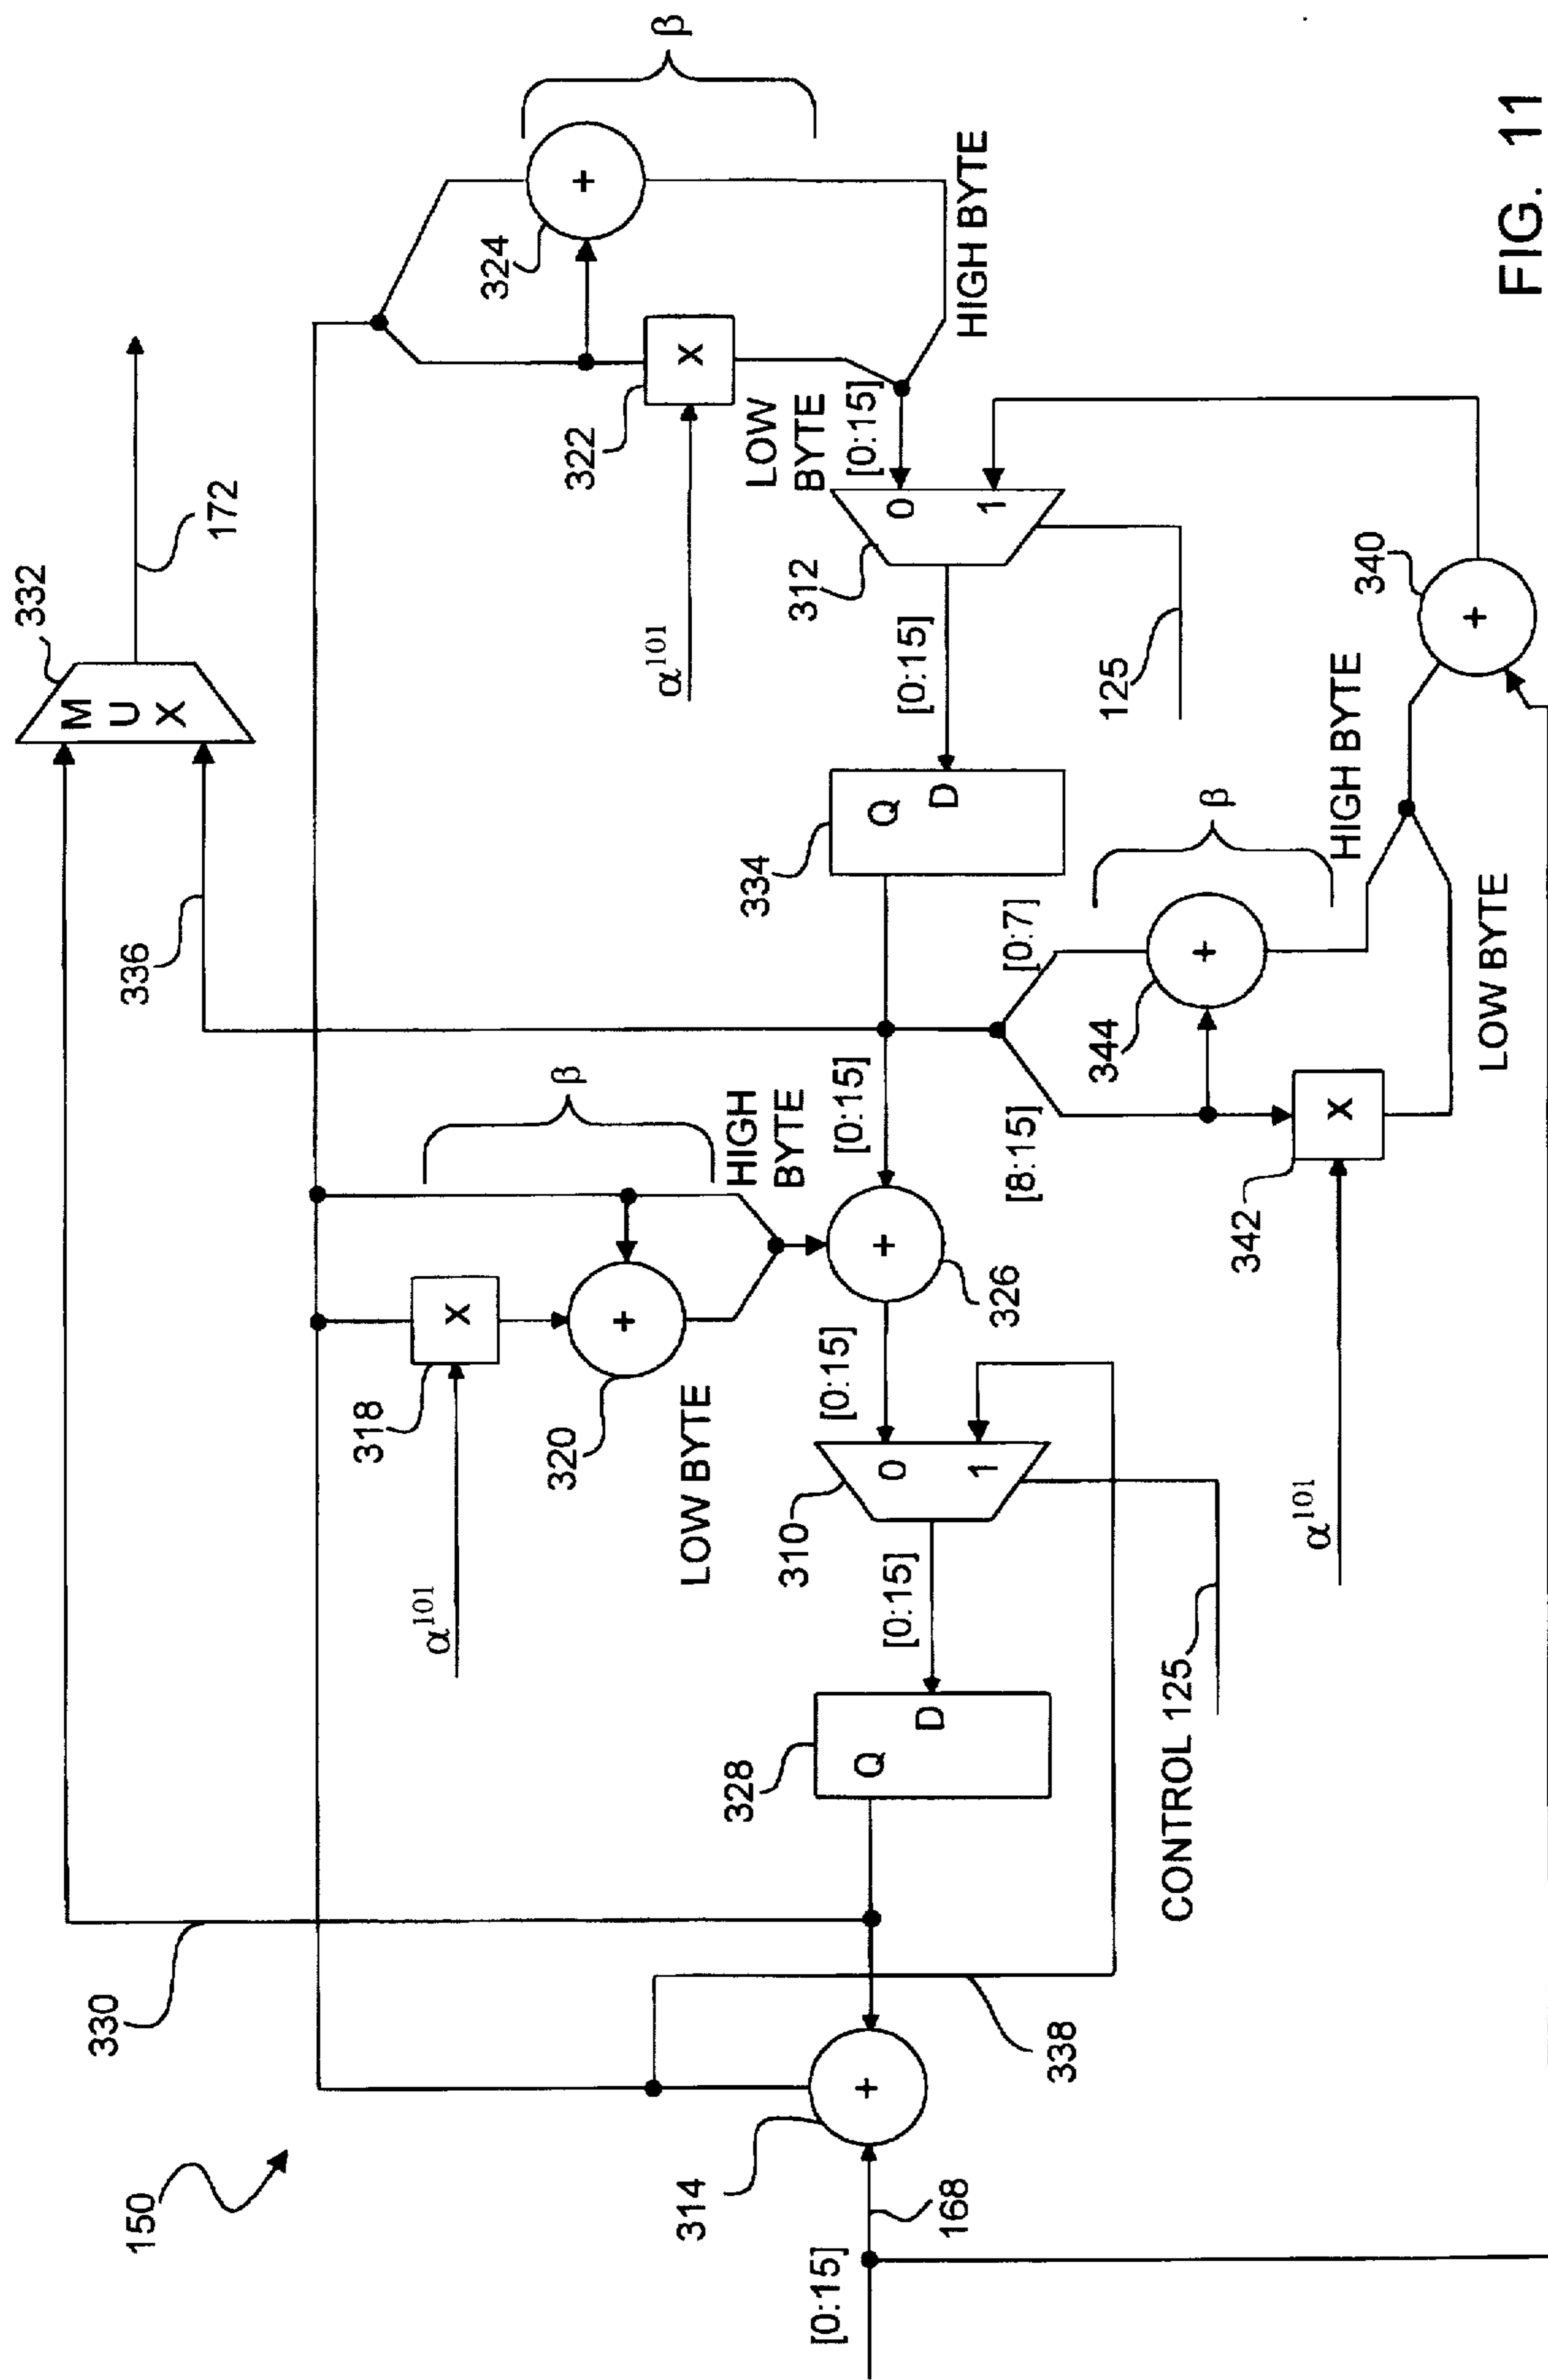 150
330
336
332
M
U
X
172
β
318
X
α^101
320
+
β
324
+
322
X
α^101
HIGH BYTE
LOW
BYTE
[0:15]
LOW BYTE
HIGH
BYTE
314
+
[0:15]
168
338
328
Q
D
[0:15]
310
0
1
CONTROL 125
[0:15]
+
326
[0:15]
334
Q
D
[0:15]
312
0
1
125
[8:15]
[0:7]
344
+
β
342
X
α^101
HIGH BYTE
LOW BYTE
340
+
FIG. 11